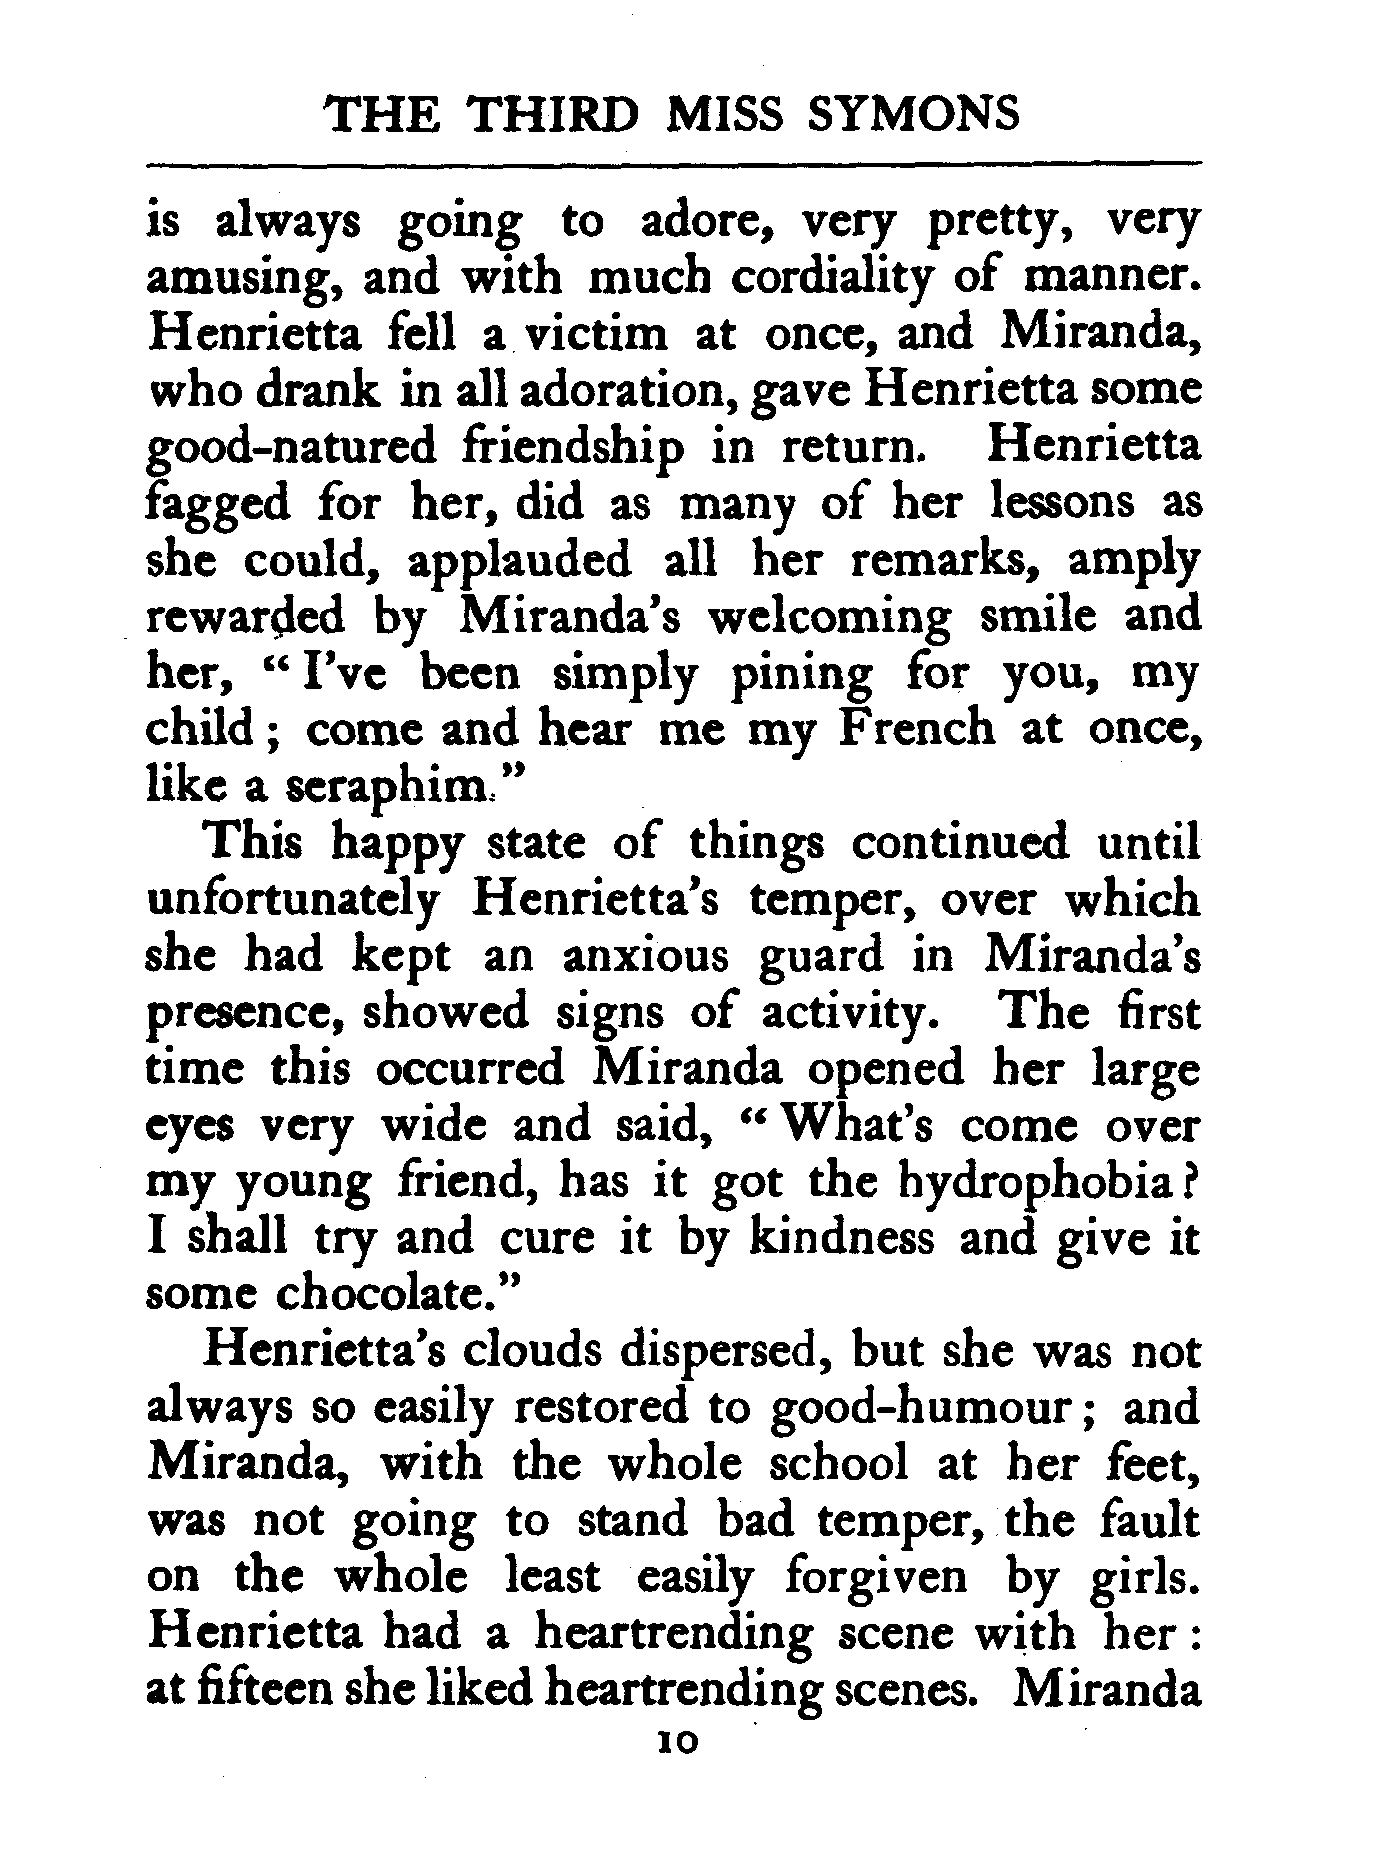 THE THIRD MISS SYMONS
is always going to adore, very pretty, very
amusing, and with much cordiality of manner.
Henrietta fell a victim at once, and Miranda,
who drank in all adoration, gave Henrietta some
good-natured friendship in return. Henrietta
fagged for her, did as many of her lessons as
she could, applauded all her remarks, amply
rewarded by Miranda's welcoming smile and
her, “ I've been simply pining for you, my
child ; come and hear me my French at once,
like a seraphim.”
This happy state of things continued until
unfortunately Henrietta's temper, over which
she had kept an anxious guard in Miranda's
presence, showed signs of activity. The first
time this occurred Miranda opened her large
eyes very wide and said, “ What's come over
my young friend, has it got the hydrophobia ?
I shall try and cure it by kindness and give it
some chocolate.”
Henrietta's clouds dispersed, but she was not
always so easily restored to good-humour ; and
Miranda, with the whole school at her feet,
was not going to stand bad temper, the fault
on the whole least easily forgiven by girls.
Henrietta had a heartrending scene with her :
at fifteen she liked heartrending scenes. Miranda
10